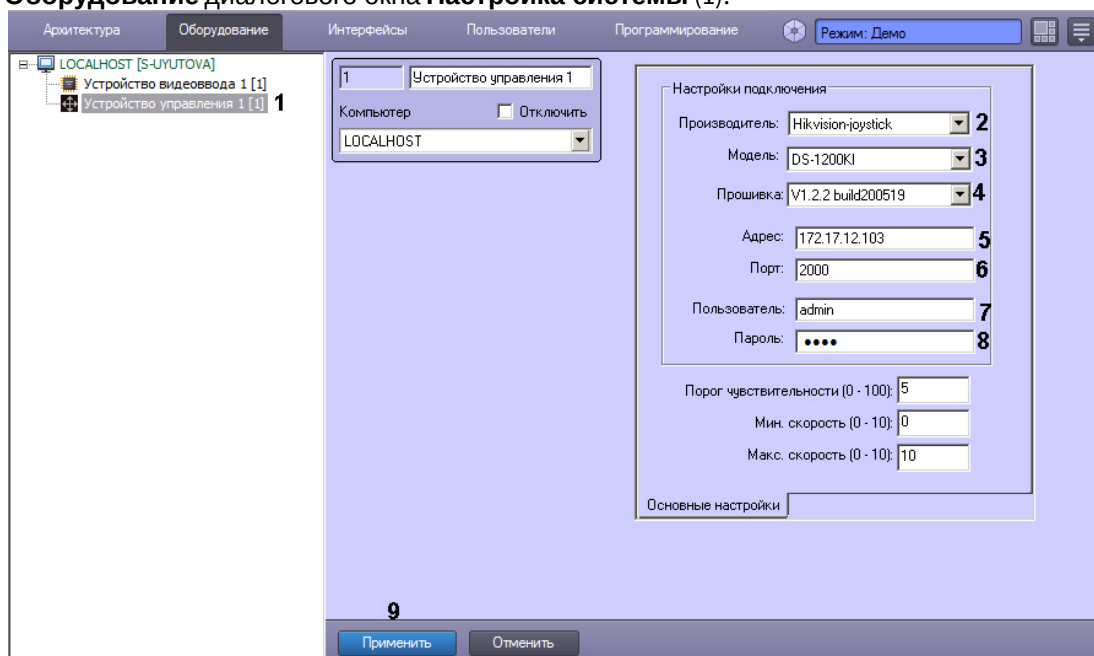 Оборудование диалогового окна Настройка системы (1).
Архитектура Оборудование Интерфейсы Пользователи Программирование Режим: Демо
LOCALHOST [S-UYUTOVA]
Устройство видеоввода 1 [1]
Устройство управления 1 [1] 1
1 Устройство управления 1
Компьютер Отключить
LOCALHOST
Настройки подключения
Производитель: Hikvision-joystick 2
Модель: DS-1200KI 3
Прошивка: V1.2.2 build200519 4
Адрес: 172.17.12.103 5
Порт: 2000 6
Пользователь: admin 7
Пароль: •••• 8
Порог чувствительности (0 - 100): 5
Мин. скорость (0 - 10): 0
Макс. скорость (0 - 10): 10
Основные настройки
9
Применить Отменить